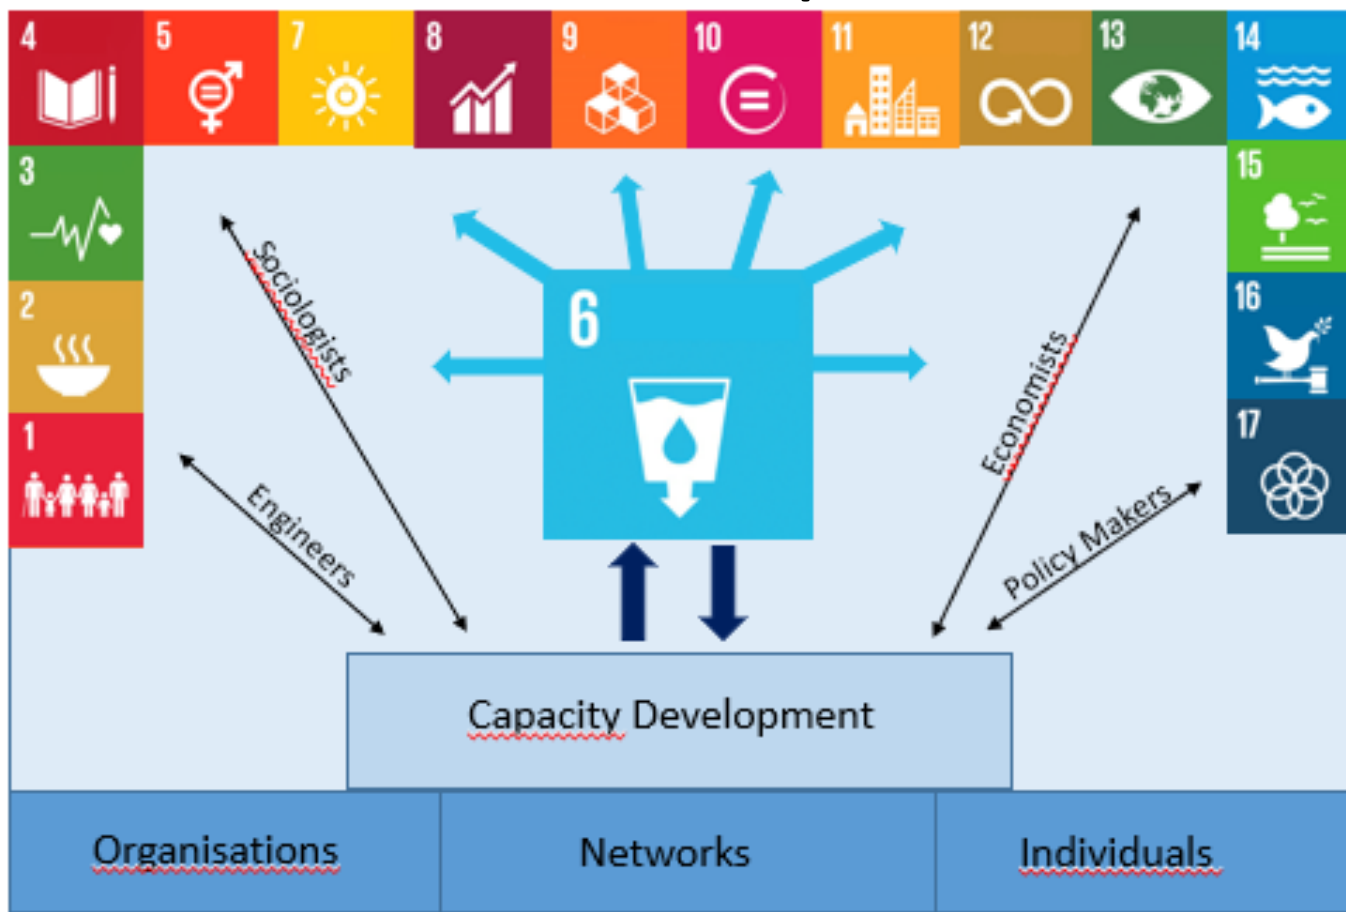 4 5 7 8 9 10 11 12 13 14
3 15
2 16
1 17
6
Sociologists
Engineers
Economists
Policy Makers
Capacity Development
Organisations Networks Individuals